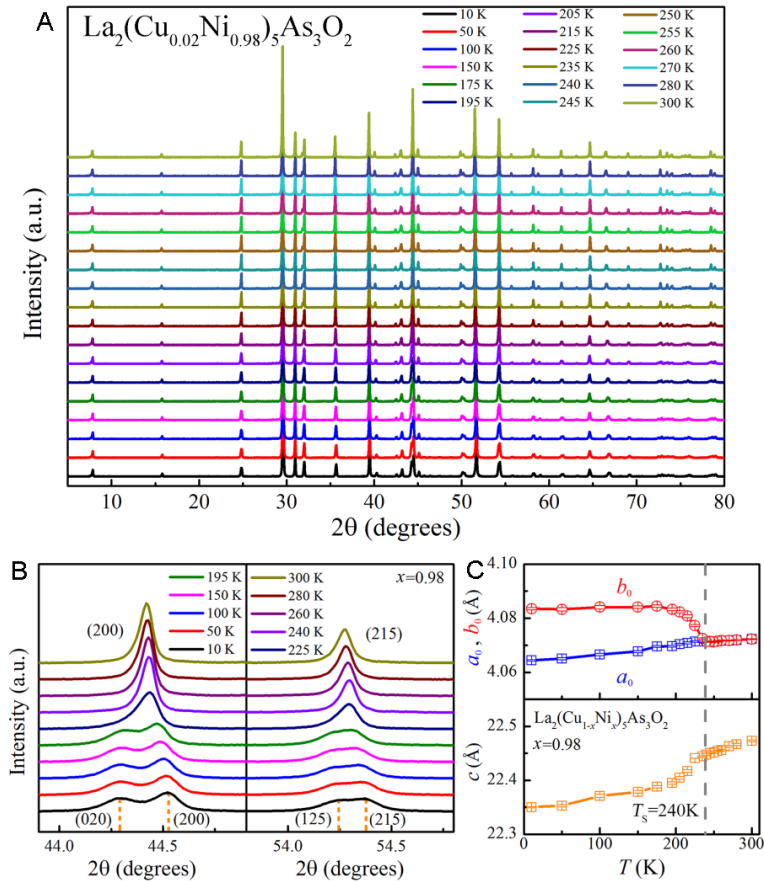 A
La₂(Cu₀.₀₂Ni₀.₉₈)₅As₃O₂
10 K
50 K
100 K
150 K
175 K
195 K
205 K
215 K
225 K
235 K
240 K
245 K
250 K
255 K
260 K
270 K
280 K
300 K
Intensity (a.u.)
10 20 30 40 50 60 70 80
2θ (degrees)
B
195 K
150 K
100 K
50 K
10 K
(200)
(020)
(200)
300 K
280 K
260 K
240 K
225 K
x=0.98
(215)
(125)
(215)
Intensity (a.u.)
44.0 44.5
54.0 54.5
2θ (degrees)
2θ (degrees)
C
4.10
4.08
4.06
a₀ , b₀ (Å)
b₀
a₀
22.5
22.4
22.3
c (Å)
La₂(Cu₁₋ₓNiₓ)₅As₃O₂
x=0.98
Tₛ=240K
0 50 100 150 200 250 300
T (K)